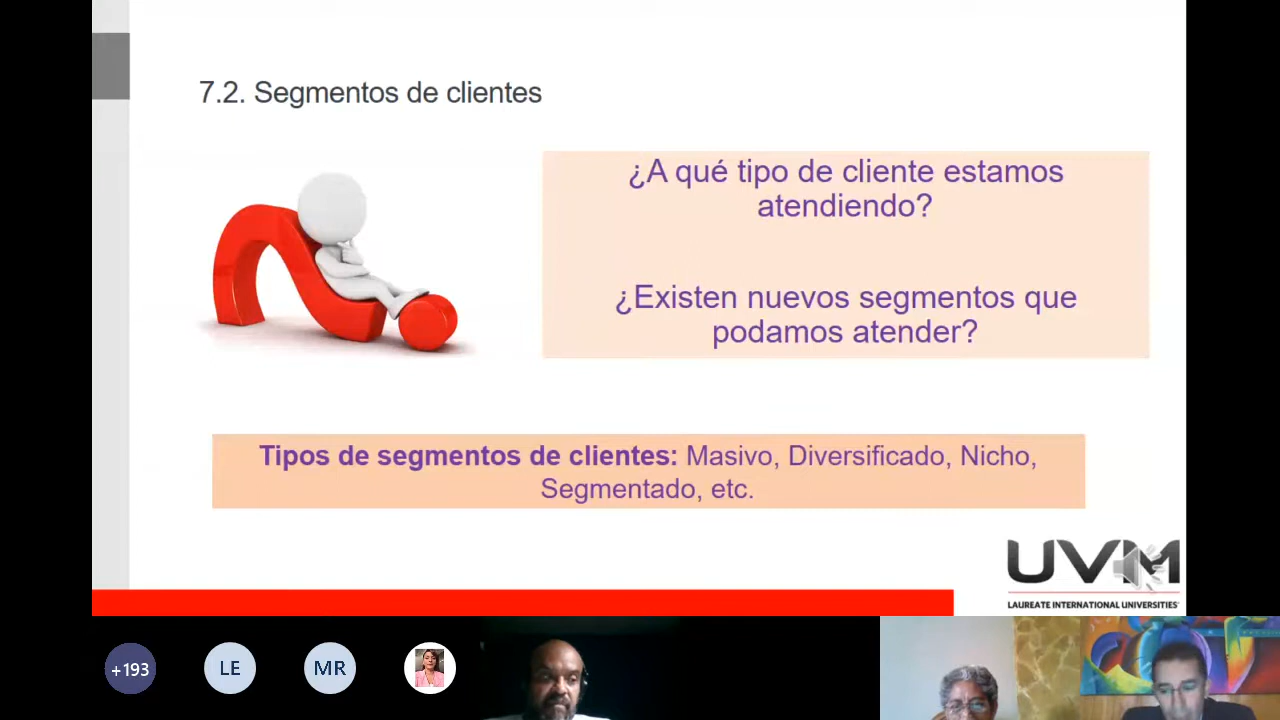 7.2. Segmentos de clientes
¿A qué tipo de cliente estamos
atendiendo?
¿Existen nuevos segmentos que
podamos atender?
Tipos de segmentos de clientes: Masivo, Diversificado, Nicho,
Segmentado, etc.
UVM
LAUREATE INTERNATIONAL UNIVERSITIES
+193
LE
MR